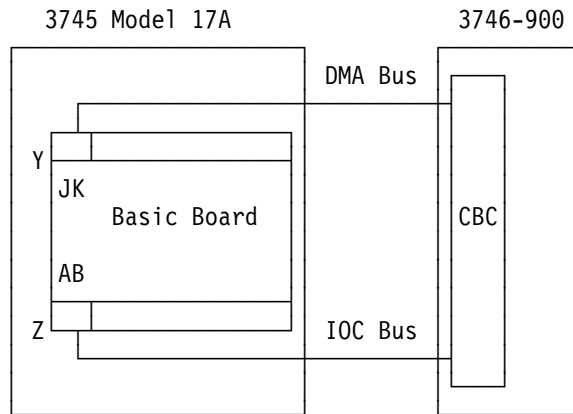 3745 Model 17A 3746-900
DMA Bus
Y
JK
Basic Board CBC
AB
Z IOC Bus